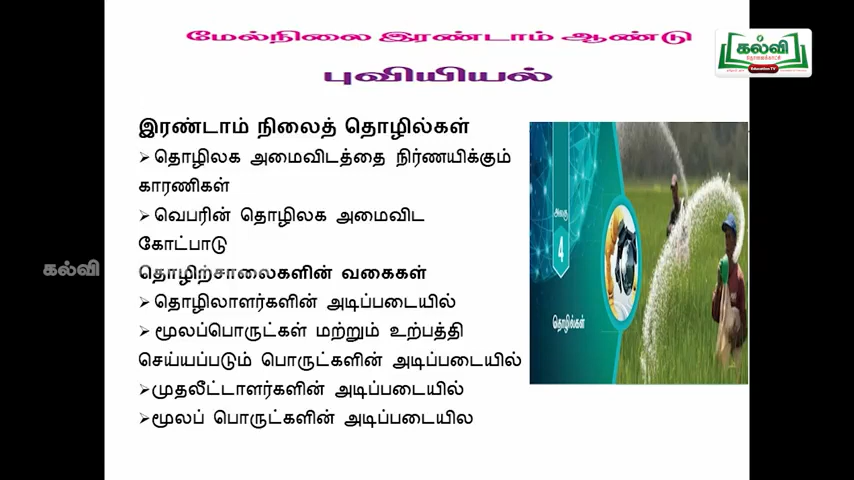 மேல்நிலை இரண்டாம் ஆண்டு
புவியியல்
கல்வி
தொலைக்காட்சி
Education TV
இரண்டாம் நிலைத் தொழில்கள்
➢தொழிலக அமைவிடத்தை நிர்ணயிக்கும்
காரணிகள்
➢வெபரின் தொழிலக அமைவிட
கோட்பாடு
கல்வி
தொழிற்சாலைகளின் வகைகள்
➢தொழிலாளர்களின் அடிப்படையில்
➢மூலப்பொருட்கள் மற்றும் உற்பத்தி
செய்யப்படும் பொருட்களின் அடிப்படையில்
➢முதலீட்டாளர்களின் அடிப்படையில்
➢மூலப் பொருட்களின் அடிப்படையில
அலகு
4
தொழில்கள்